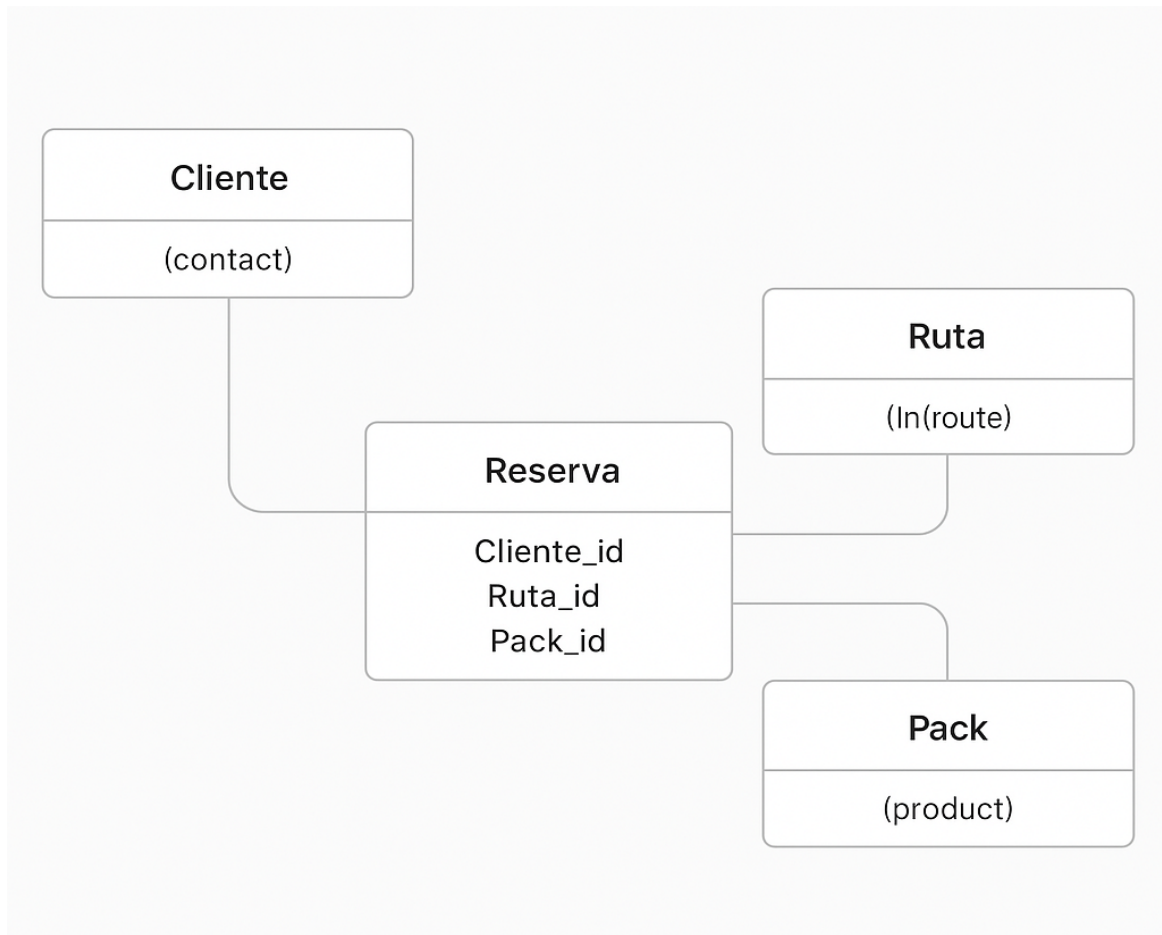 Cliente
(contact)
Ruta
(In(route)
Reserva
Cliente_id
Ruta_id
Pack_id
Pack
(product)